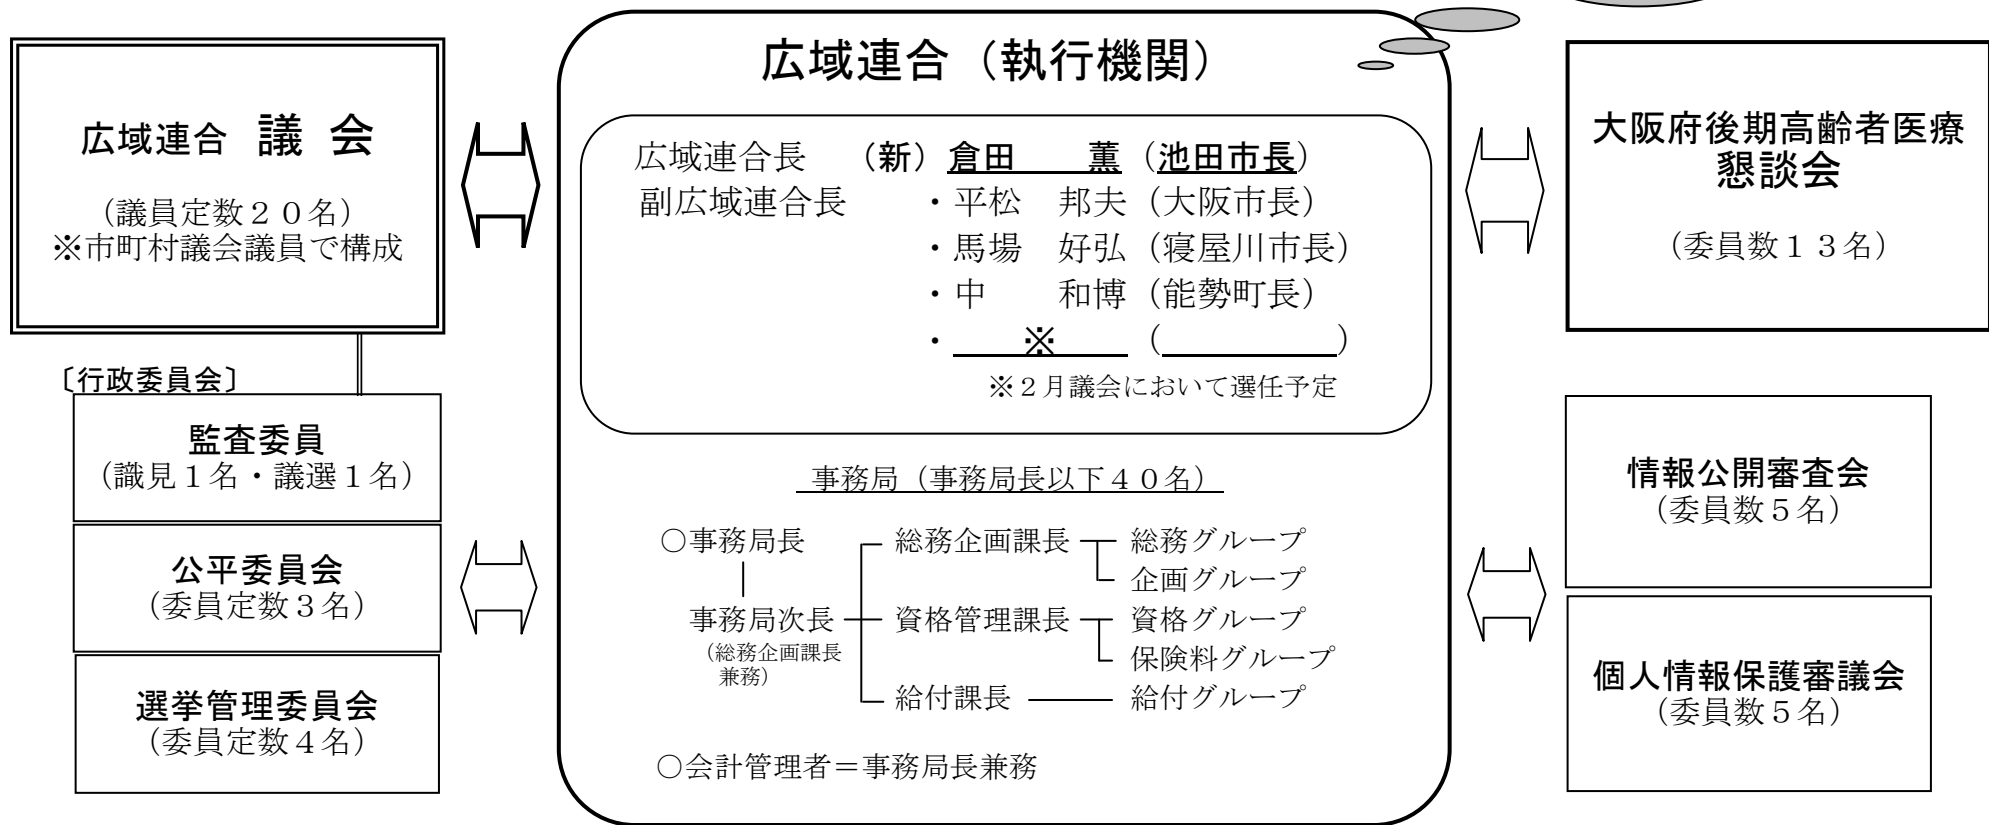 広域連合 議 会
（議員定数２０名）
※市町村議会議員で構成
〔行政委員会〕
監査委員
（識見１名・議選１名）
公平委員会
（委員定数３名）
選挙管理委員会
（委員定数４名）
広域連合（執行機関）
広域連合長 （新）倉田 薫（池田市長）
副広域連合長 ・平松 邦夫（大阪市長）
・馬場 好弘（寝屋川市長）
・中 和博（能勢町長）
・ ※ （ ）
※２月議会において選任予定
事務局（事務局長以下４０名）
○事務局長 総務企画課長 総務グループ
企画グループ
事務局次長 資格管理課長 資格グループ
（総務企画課長
兼務）
保険料グループ
給付課長 給付グループ
○会計管理者＝事務局長兼務
大阪府後期高齢者医療
懇談会
（委員数１３名）
情報公開審査会
（委員数５名）
個人情報保護審議会
（委員数５名）